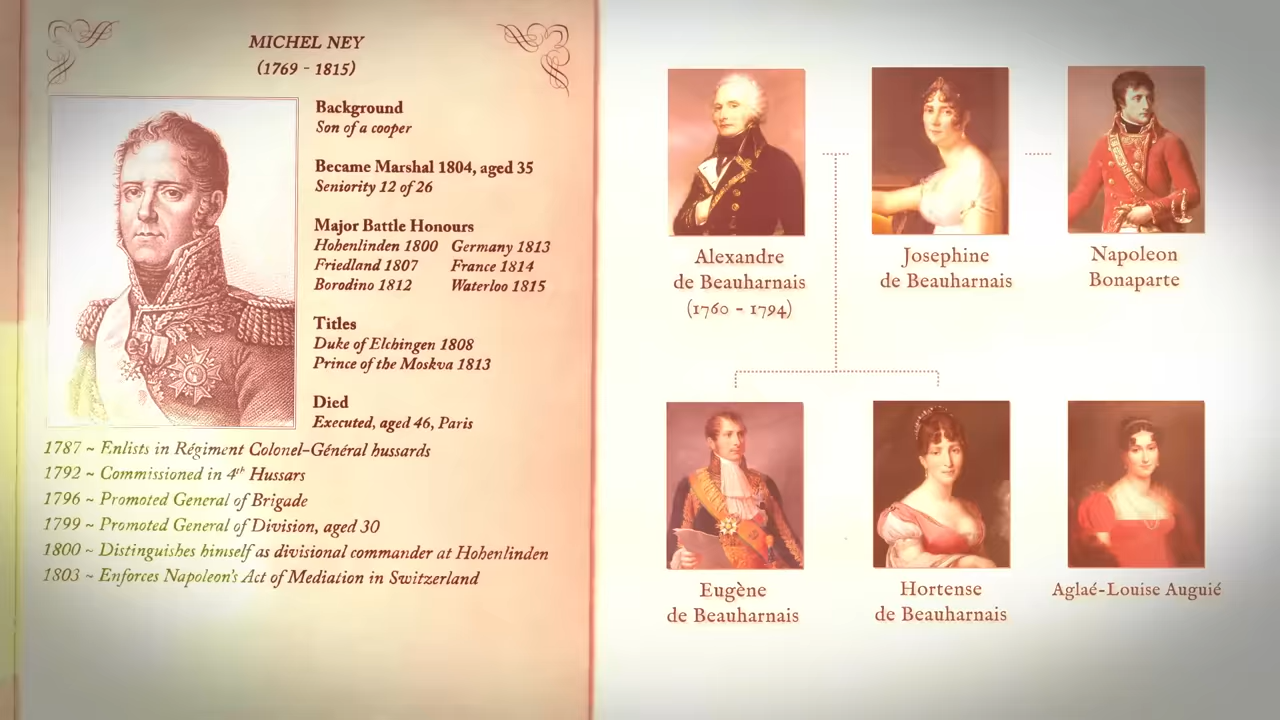 MICHEL NEY
(1769 - 1815)
Background
Son of a cooper
Became Marshal 1804, aged 35
Seniority 12 of 26
Major Battle Honours
Hohenlinden 1800 Germany 1813
Friedland 1807 France 1814
Borodino 1812 Waterloo 1815
Titles
Duke of Elchingen 1808
Prince of the Moskva 1813
Died
Executed, aged 46, Paris
1787 ~ Enlists in Régiment Colonel-Général hussards
1792 ~ Commissioned in 4th Hussars
1796 ~ Promoted General of Brigade
1799 ~ Promoted General of Division, aged 30
1800 ~ Distinguishes himself as divisional commander at Hohenlinden
1803 ~ Enforces Napoleon's Act of Mediation in Switzerland
Alexandre
de Beauharnais
(1760 - 1794)
Josephine
de Beauharnais
Napoleon
Bonaparte
Eugène
de Beauharnais
Hortense
de Beauharnais
Aglaé-Louise Auguié